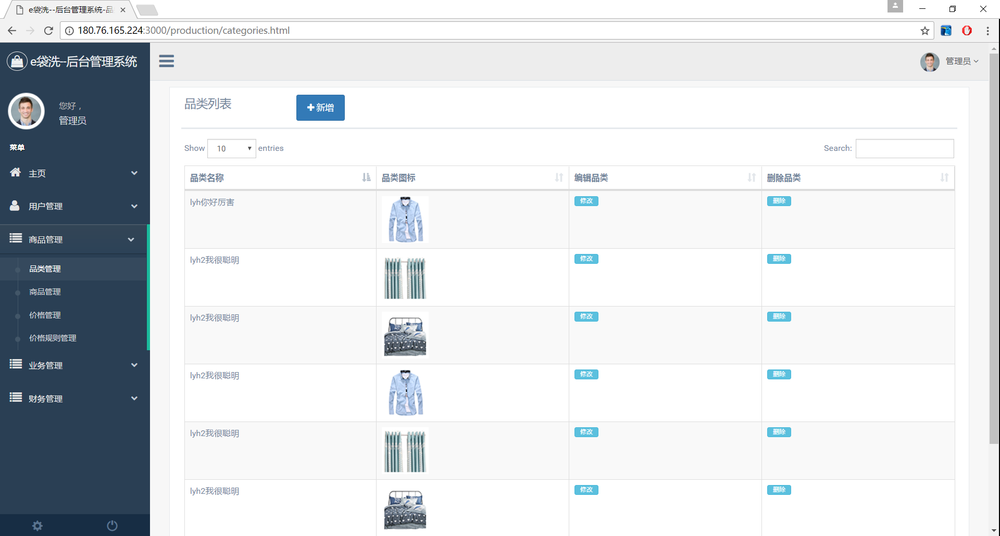 e袋洗--后台管理系统-品
180.76.165.224:3000/production/categories.html
e袋洗--后台管理系统
管理员
您好，
管理员
菜单
主页
用户管理
商品管理
品类管理
商品管理
价格管理
价格规则管理
业务管理
财务管理
品类列表
新增
Show 10 entries
Search:
品类名称 品类图标 编辑品类 删除品类
lyh你好厉害 修改 删除
lyh2我很聪明 修改 删除
lyh2我很聪明 修改 删除
lyh2我很聪明 修改 删除
lyh2我很聪明 修改 删除
lyh2我很聪明 修改 删除